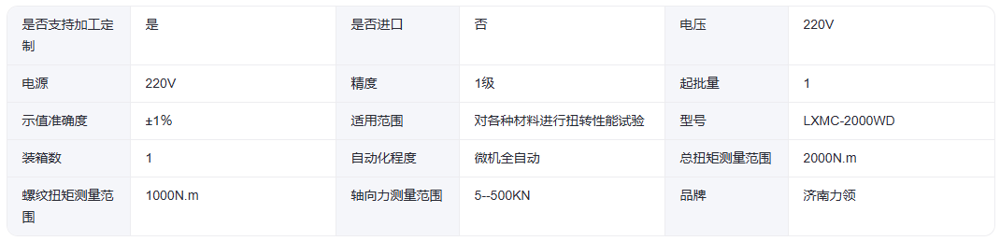 是否支持加工定制
是
是否进口
否
电压
220V
电源
220V
精度
1级
起批量
1
示值准确度
±1%
适用范围
对各种材料进行扭转性能试验
型号
LXMC-2000WD
装箱数
1
自动化程度
微机全自动
总扭矩测量范围
2000N.m
螺纹扭矩测量范围
1000N.m
轴向力测量范围
5--500KN
品牌
济南力领